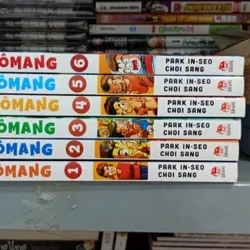 ÔMANG 6 PARK IN-SEO
CHOI SANG
ÔMANG 5 PARK IN-SEO
CHOI SANG
ÔMANG 4 PARK IN-SEO
CHOI SANG
ÔMANG 3 PARK IN-SEO
CHOI SANG
ÔMANG 2 PARK IN-SEO
CHOI SANG
ÔMANG 1 PARK IN-SEO
CHOI SANG